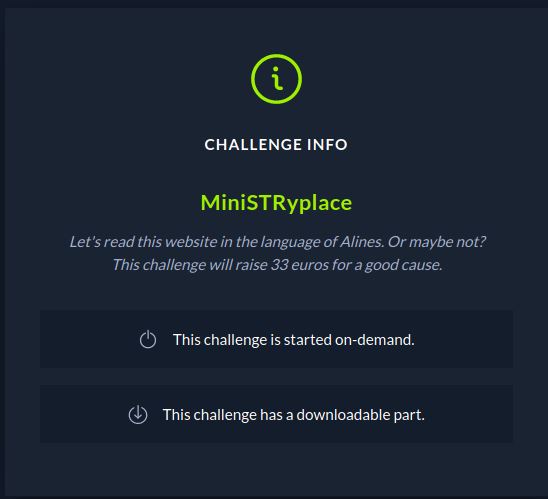 CHALLENGE INFO
MiniSTRyplace
Let's read this website in the language of Alines. Or maybe not?
This challenge will raise 33 euros for a good cause.
This challenge is started on-demand.
This challenge has a downloadable part.